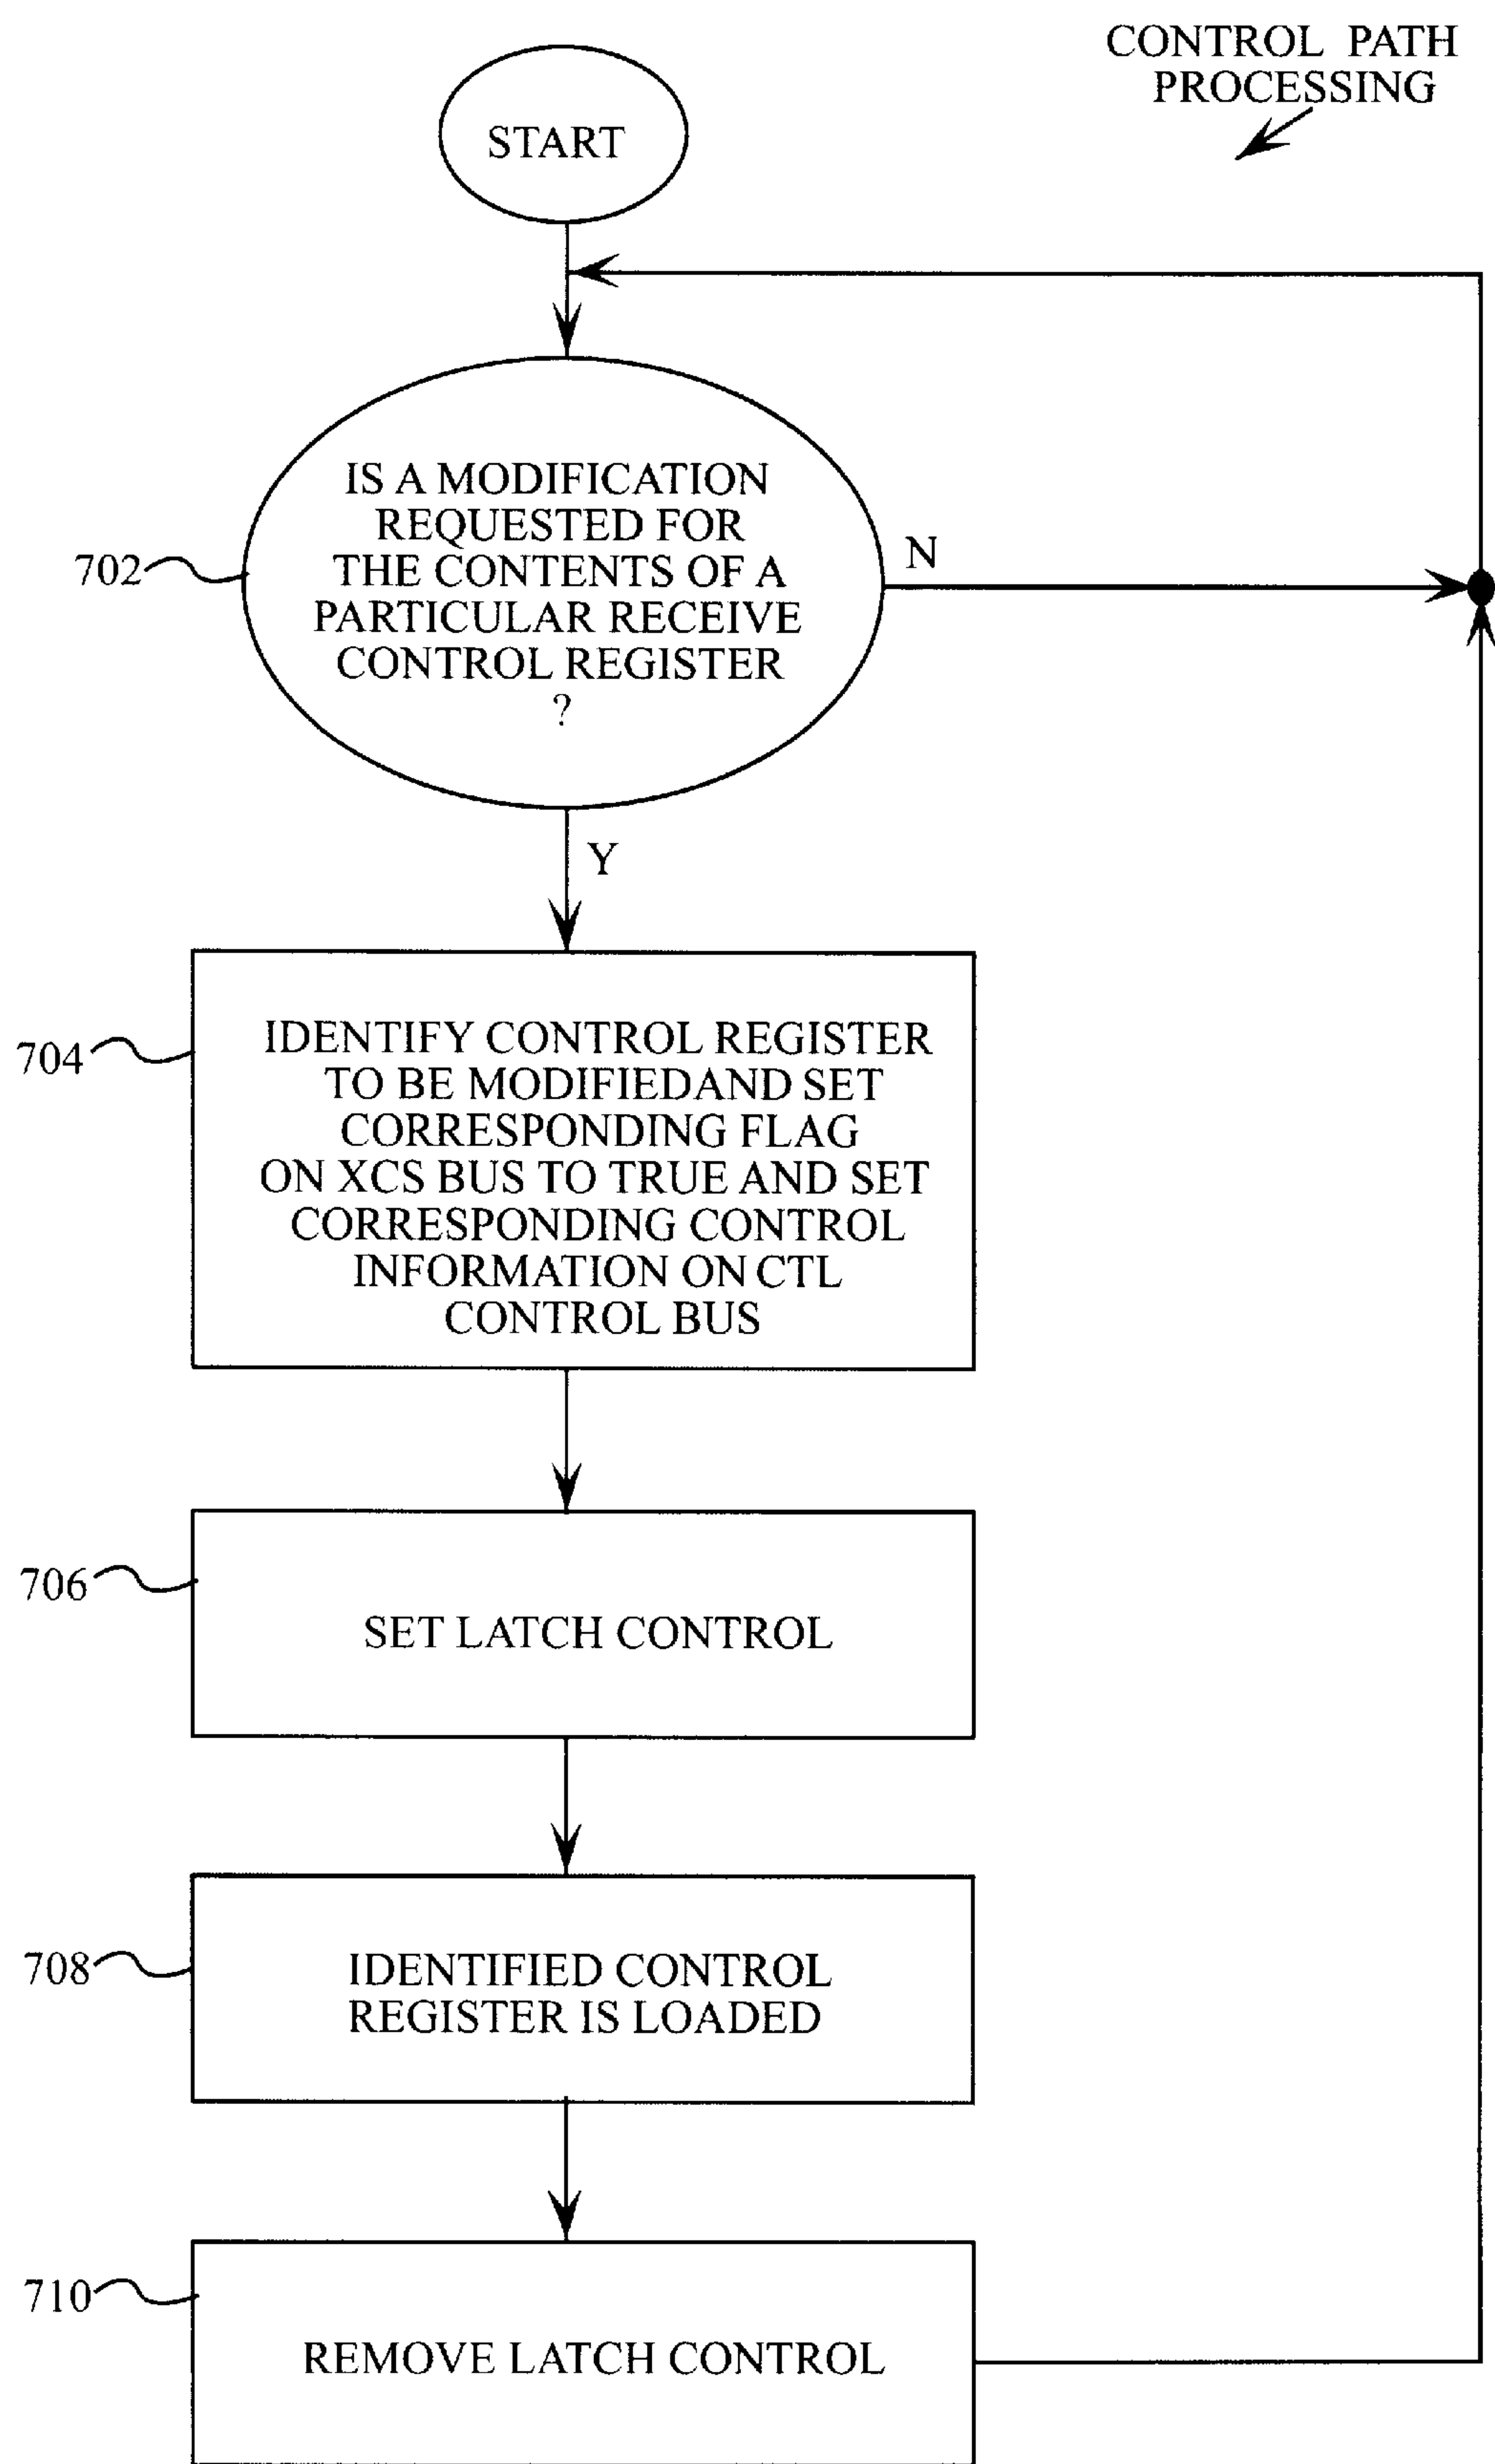 CONTROL PATH
PROCESSING
START
IS A MODIFICATION
REQUESTED FOR
THE CONTENTS OF A
PARTICULAR RECEIVE
CONTROL REGISTER
?
702
N
Y
704
IDENTIFY CONTROL REGISTER
TO BE MODIFIEDAND SET
CORRESPONDING FLAG
ON XCS BUS TO TRUE AND SET
CORRESPONDING CONTROL
INFORMATION ON CTL
CONTROL BUS
706
SET LATCH CONTROL
708
IDENTIFIED CONTROL
REGISTER IS LOADED
710
REMOVE LATCH CONTROL